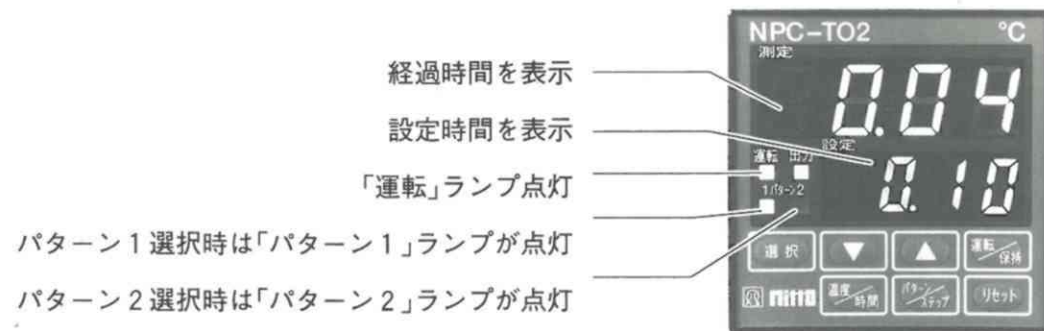 経過時間を表示
設定時間を表示
「運転」ランプ点灯
パターン1選択時は「パターン1」ランプが点灯
パターン2選択時は「パターン2」ランプが点灯
NPC-TO2 °C
測定
0.04
設定
運転 出力
0.10
1パターン2
選択 ▼ ▲ 運転/保持
nitto 温度/時間 パターン/ステップ リセット